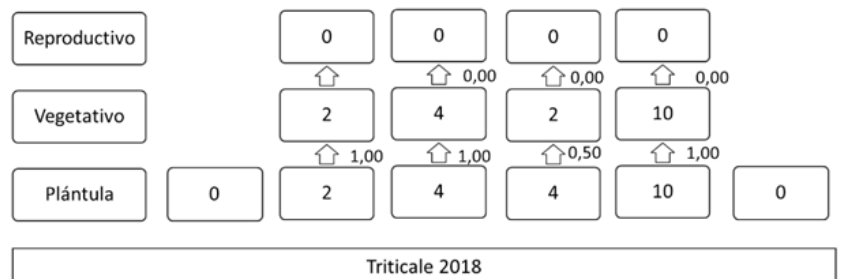 Reproductivo 0 0 0 0
0,00 0,00 0,00
Vegetativo 2 4 2 10
1,00 1,00 0,50 1,00
Plántula 0 2 4 4 10 0
Triticale 2018